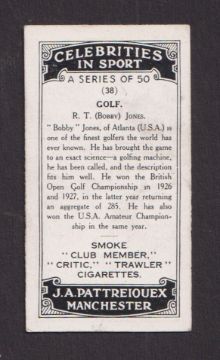 CELEBRITIES
IN SPORT
A SERIES OF 50
(38)
GOLF.
R. T. (BOBBY) JONES.
"Bobby" Jones, of Atlanta (U.S.A.) is
one of the finest golfers the world has
ever known. He has brought the game
to an exact science—a golfing machine,
he has been called, and the description
fits him well. He won the British
Open Golf Championship in 1926
and 1927, in the latter year returning
aggregate of 285. He has also
won the U.S.A. Amateur Champion-
ship in the same year.
SMOKE
"CLUB MEMBER,"
"CRITIC," "TRAWLER"
CIGARETTES.
J.A. PATTREIOUEX
MANCHESTER